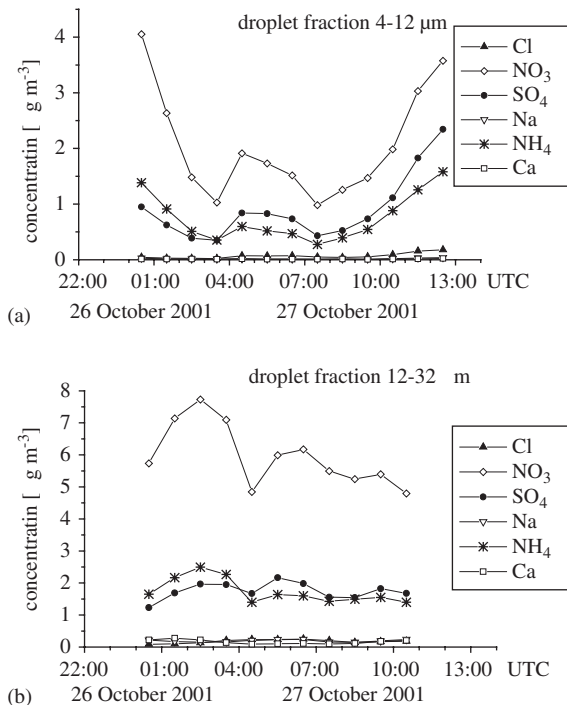 droplet fraction 4-12 µm
concentratin [ g m-3]
4
3
2
1
0
Cl
NO3
SO4
Na
NH4
Ca
22:00 01:00 04:00 07:00 10:00 13:00 UTC
26 October 2001 27 October 2001
(a)
droplet fraction 12-32 m
concentratin [ g m-3]
8
7
6
5
4
3
2
1
0
Cl
NO3
SO4
Na
NH4
Ca
22:00 01:00 04:00 07:00 10:00 13:00 UTC
26 October 2001 27 October 2001
(b)